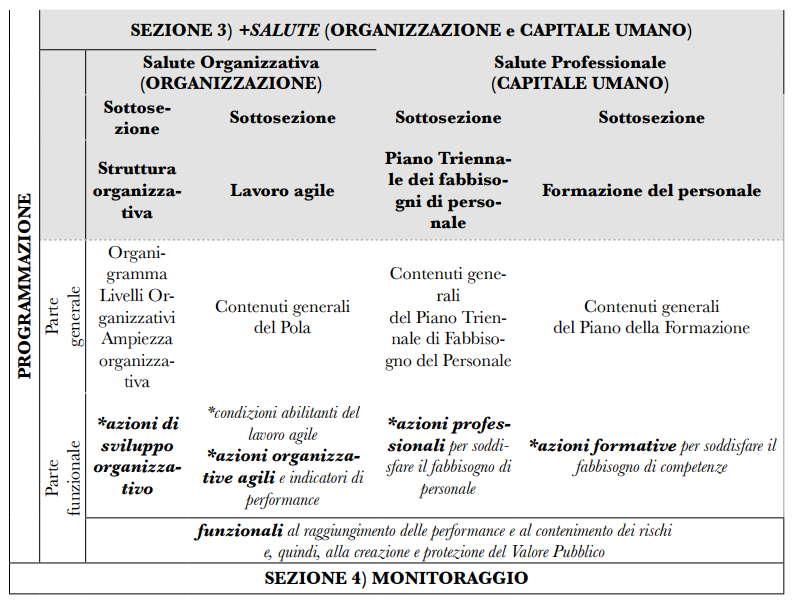 SEZIONE 3) +SALUTE (ORGANIZZAZIONE e CAPITALE UMANO)
Salute Organizzativa
(ORGANIZZAZIONE)
Salute Professionale
(CAPITALE UMANO)
Sottose-
zione
Sottosezione
Sottosezione
Sottosezione
Struttura
organizza-
tiva
Lavoro agile
Piano Trienna-
le dei fabbiso-
gni di perso-
nale
Formazione del personale
PROGRAMMAZIONE
Parte
generale
Organi-
gramma
Livelli Or-
ganizzativi
Ampiezza
organizza-
tiva
Contenuti generali
del Pola
Contenuti gene-
rali
del Piano Trien-
nale di Fabbiso-
gno del Personale
Contenuti generali
del Piano della Formazione
Parte
funzionale
*azioni di
sviluppo
organizza-
tivo
*condizioni abilitanti del
lavoro agile
*azioni organizza-
tive agili e indicatori di
performance
*azioni profes-
sionali per soddi-
sfare il fabbisogno di
personale
*azioni formative per soddisfare il
fabbisogno di competenze
funzionali al raggiungimento delle performance e al contenimento dei rischi
e, quindi, alla creazione e protezione del Valore Pubblico
SEZIONE 4) MONITORAGGIO